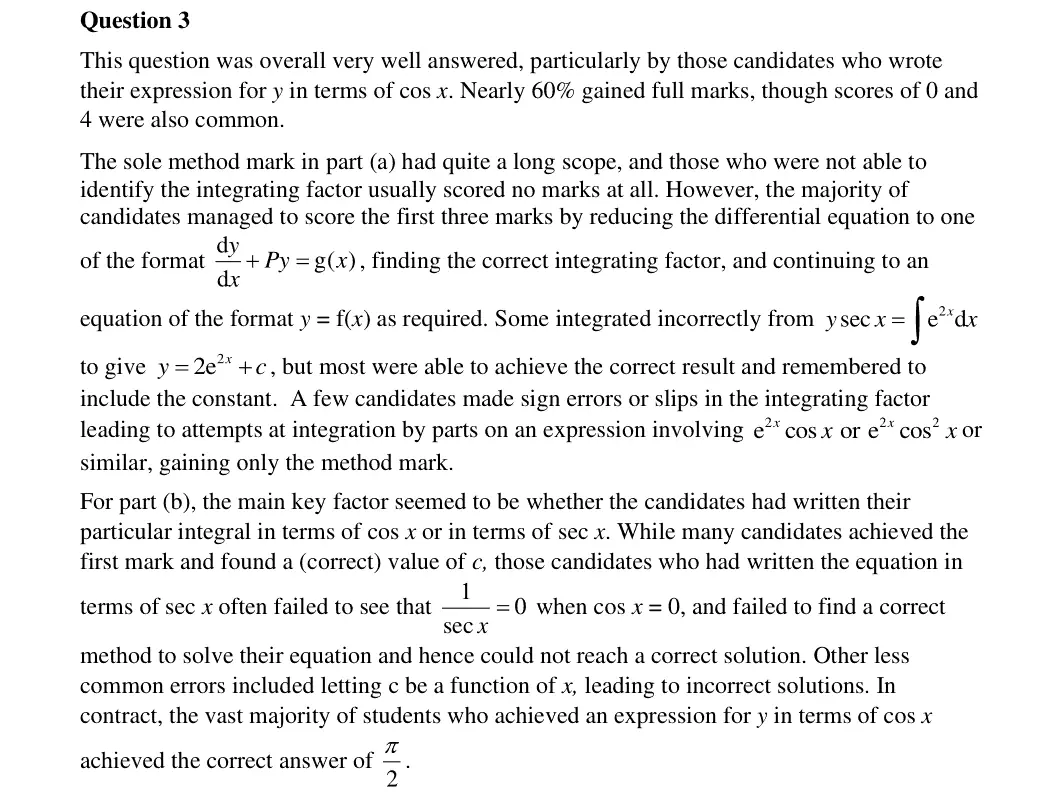 Question 3
This question was overall very well answered, particularly by those candidates who wrote
their expression for y in terms of cos x. Nearly 60% gained full marks, though scores of 0 and
4 were also common.
The sole method mark in part (a) had quite a long scope, and those who were not able to
identify the integrating factor usually scored no marks at all. However, the majority of
candidates managed to score the first three marks by reducing the differential equation to one
of the format dy/dx + Py = g(x), finding the correct integrating factor, and continuing to an
equation of the format y = f(x) as required. Some integrated incorrectly from y sec x = ∫ e^{2x} dx
to give y = 2e^{2x} + c, but most were able to achieve the correct result and remembered to
include the constant. A few candidates made sign errors or slips in the integrating factor
leading to attempts at integration by parts on an expression involving e^{2x} cos x or e^{2x} cos² x or
similar, gaining only the method mark.
For part (b), the main key factor seemed to be whether the candidates had written their
particular integral in terms of cos x or in terms of sec x. While many candidates achieved the
first mark and found a (correct) value of c, those candidates who had written the equation in
terms of sec x often failed to see that 1/sec x = 0 when cos x = 0, and failed to find a correct
method to solve their equation and hence could not reach a correct solution. Other less
common errors included letting c be a function of x, leading to incorrect solutions. In
contract, the vast majority of students who achieved an expression for y in terms of cos x
achieved the correct answer of π/2.